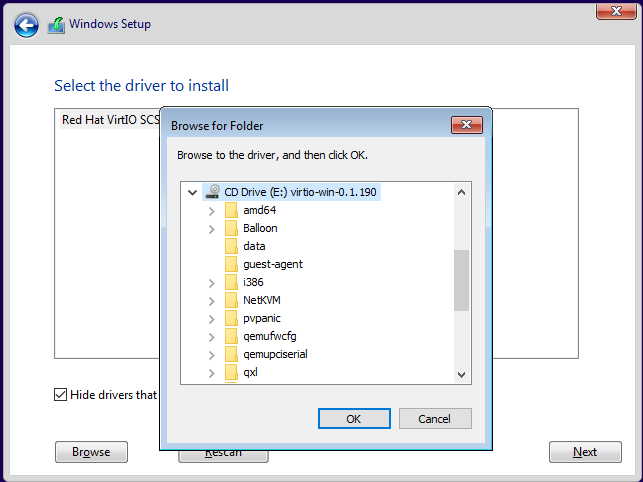 Windows Setup
Select the driver to install
Red Hat VirtIO SCS
Browse for Folder
Browse to the driver, and then click OK.
CD Drive (E:) virtio-win-0.1.190
amd64
Balloon
data
guest-agent
i386
NetKVM
pvpanic
qemufwcfg
qemupciserial
qxl
Hide drivers that
OK
Cancel
Browse
Rescan
Next